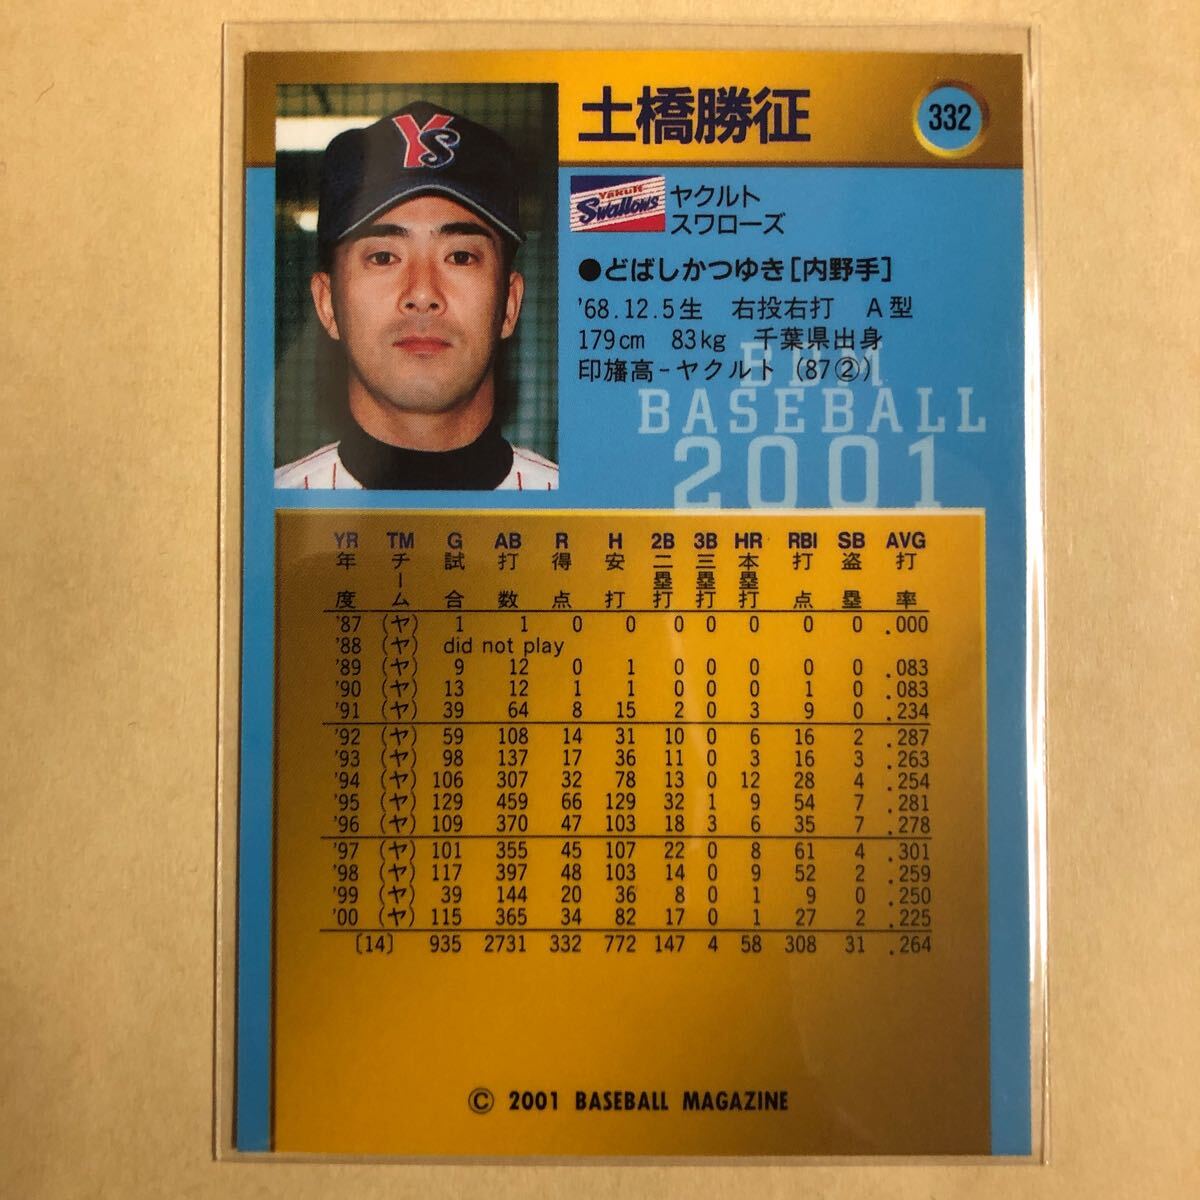 土橋勝征
332
YS
Yakult
Swallows
ヤクルト
スワローズ
●どばしかつゆき[内野手]
'68.12.5生 右投右打 A型
179cm 83kg 千葉県出身
印旛高-ヤクルト(87②)
BBM
BASEBALL
2001
YR TM G AB R H 2B 3B HR RBI SB AVG
年度 チーム 試合 打数 得点 安打 二塁打 三塁打 本塁打 打点 盗塁 打率
'87 (ヤ) 1 1 0 0 0 0 0 0 0 .000
'88 (ヤ) did not play
'89 (ヤ) 9 12 0 1 0 0 0 0 0 .083
'90 (ヤ) 13 12 1 1 0 0 0 1 0 .083
'91 (ヤ) 39 64 8 15 2 0 3 9 0 .234
'92 (ヤ) 59 108 14 31 10 0 6 16 2 .287
'93 (ヤ) 98 137 17 36 11 0 3 16 3 .263
'94 (ヤ) 106 307 32 78 13 0 12 28 4 .254
'95 (ヤ) 129 459 66 129 32 1 9 54 7 .281
'96 (ヤ) 109 370 47 103 18 3 6 35 7 .278
'97 (ヤ) 101 355 45 107 22 0 8 61 4 .301
'98 (ヤ) 117 397 48 103 14 0 9 52 2 .259
'99 (ヤ) 39 144 20 36 8 0 1 9 0 .250
'00 (ヤ) 115 365 34 82 17 0 1 27 2 .225
〔14〕 935 2731 332 772 147 4 58 308 31 .264
© 2001 BASEBALL MAGAZINE